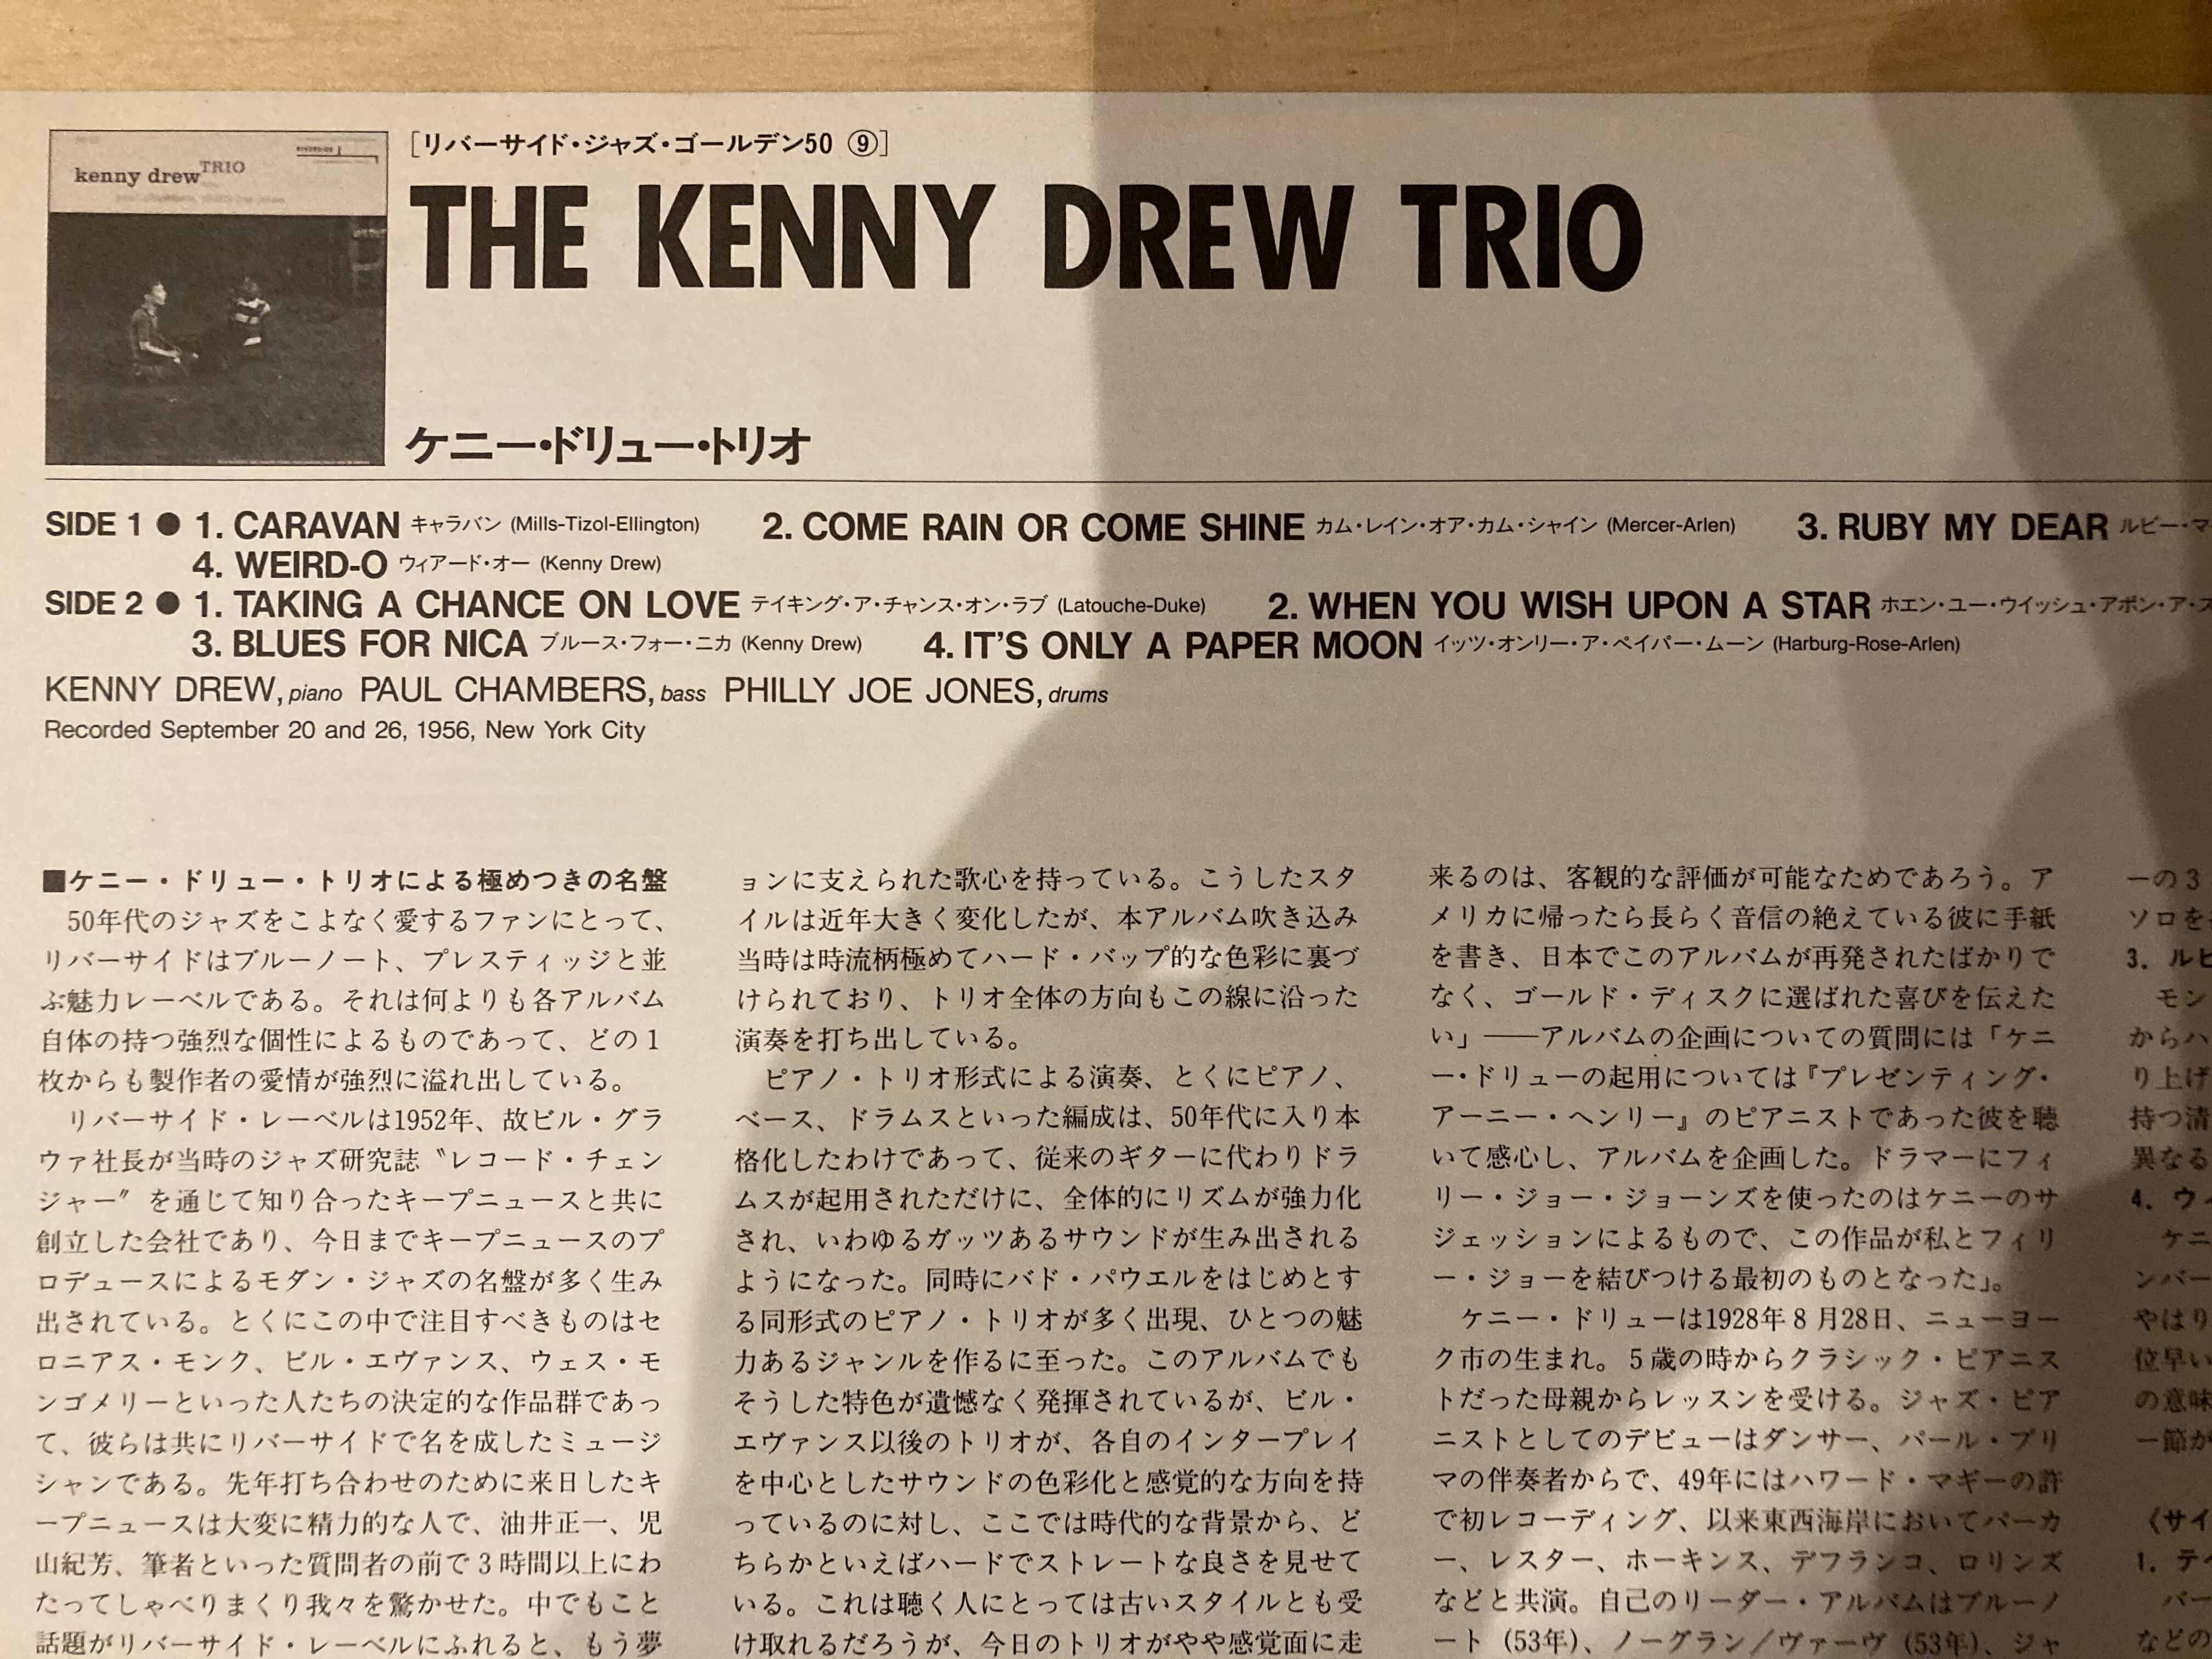 kenny drew TRIO
RIVERSIDE
[リバーサイド・ジャズ・ゴールデン50 ⑨]
THE KENNY DREW TRIO
ケニー・ドリュー・トリオ
SIDE 1 ● 1. CARAVAN キャラバン (Mills-Tizol-Ellington) 2. COME RAIN OR COME SHINE カム・レイン・オア・カム・シャイン (Mercer-Arlen) 3. RUBY MY DEAR ルビー・マ
4. WEIRD-O ウィアード・オー (Kenny Drew)
SIDE 2 ● 1. TAKING A CHANCE ON LOVE テイキング・ア・チャンス・オン・ラブ (Latouche-Duke) 2. WHEN YOU WISH UPON A STAR ホエン・ユー・ウイッシュ・アポン・ア・ス
3. BLUES FOR NICA ブルース・フォー・ニカ (Kenny Drew) 4. IT'S ONLY A PAPER MOON イッツ・オンリー・ア・ペイパー・ムーン (Harburg-Rose-Arlen)
KENNY DREW, piano PAUL CHAMBERS, bass PHILLY JOE JONES, drums
Recorded September 20 and 26, 1956, New York City
■ケニー・ドリュー・トリオによる極めつきの名盤
50年代のジャズをこよなく愛するファンにとって、
リバーサイドはブルーノート、プレスティッジと並
ぶ魅力レーベルである。それは何よりも各アルバム
自体の持つ強烈な個性によるものであって、どの1
枚からも製作者の愛情が強烈に溢れ出している。
リバーサイド・レーベルは1952年、故ビル・グラ
ウァ社長が当時のジャズ研究誌〝レコード・チェン
ジャー〟を通じて知り合ったキープニュースと共に
創立した会社であり、今日までキープニュースのプ
ロデュースによるモダン・ジャズの名盤が多く生み
出されている。とくにこの中で注目すべきものはセ
ロニアス・モンク、ビル・エヴァンス、ウェス・モ
ンゴメリーといった人たちの決定的な作品群であっ
て、彼らは共にリバーサイドで名を成したミュージ
シャンである。先年打ち合わせのために来日したキ
ープニュースは大変に精力的な人で、油井正一、児
山紀芳、筆者といった質問者の前で3時間以上にわ
たってしゃべりまくり我々を驚かせた。中でもこと
話題がリバーサイド・レーベルにふれると、もう夢
ョンに支えられた歌心を持っている。こうしたスタ
イルは近年大きく変化したが、本アルバム吹き込み
当時は時流柄極めてハード・バップ的な色彩に裏づ
けられており、トリオ全体の方向もこの線に沿った
演奏を打ち出している。
ピアノ・トリオ形式による演奏、とくにピアノ、
ベース、ドラムスといった編成は、50年代に入り本
格化したわけであって、従来のギターに代わりドラ
ムスが起用されただけに、全体的にリズムが強力化
され、いわゆるガッツあるサウンドが生み出される
ようになった。同時にバド・パウエルをはじめとす
る同形式のピアノ・トリオが多く出現、ひとつの魅
力あるジャンルを作るに至った。このアルバムでも
そうした特色が遺憾なく発揮されているが、ビル・
エヴァンス以後のトリオが、各自のインタープレイ
を中心としたサウンドの色彩化と感覚的な方向を持
っているのに対し、ここでは時代的な背景から、ど
ちらかといえばハードでストレートな良さを見せて
いる。これは聴く人にとっては古いスタイルとも受
け取れるだろうが、今日のトリオがやや感覚面に走
来るのは、客観的な評価が可能なためであろう。ア
メリカに帰ったら長らく音信の絶えている彼に手紙
を書き、日本でこのアルバムが再発されたばかりで
なく、ゴールド・ディスクに選ばれた喜びを伝えた
い」――アルバムの企画についての質問には「ケニ
ー・ドリューの起用については『プレゼンティング・
アーニー・ヘンリー』のピアニストであった彼を聴
いて感心し、アルバムを企画した。ドラマーにフィ
リー・ジョー・ジョーンズを使ったのはケニーのサ
ジェッションによるもので、この作品が私とフィリ
ー・ジョーを結びつける最初のものとなった」。
ケニー・ドリューは1928年8月28日、ニューヨー
ク市の生まれ。5歳の時からクラシック・ピアニス
トだった母親からレッスンを受ける。ジャズ・ピア
ニストとしてのデビューはダンサー、パール・プリ
マの伴奏者からで、49年にはハワード・マギーの許
で初レコーディング、以来東西海岸においてパーカ
ー、レスター、ホーキンス、デフランコ、ロリンズ
などと共演。自己のリーダー・アルバムはブルーノ
ート (53年)、ノーグラン／ヴァーヴ (53年)、ジャ
ーの3
ソロを
3. ルビ
モン
からハ
り上げ
持つ清
異なる
4. ウィ
ケニ
ンバー
やはり
位早い
の意味
一節が
《サイ
1. テイ
バー
などの